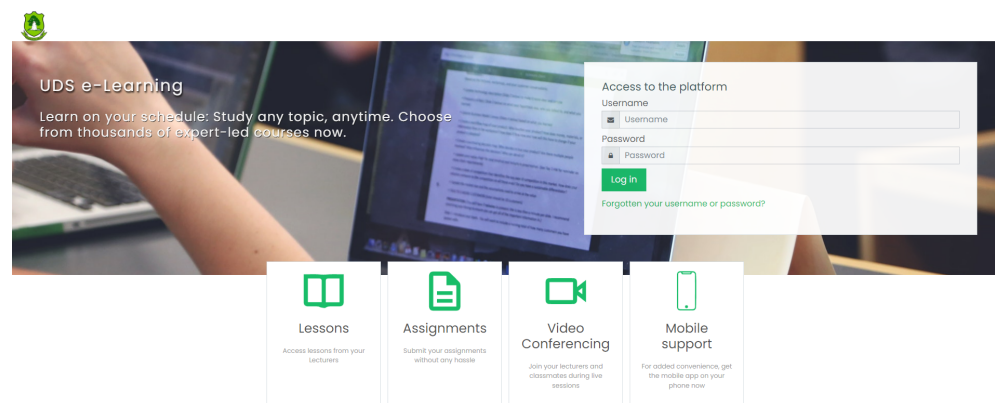 UDS e-Learning
Learn on your schedule: Study any topic, anytime. Choose
from thousands of expert-led courses now.
Access to the platform
Username
Username
Password
Password
Log in
Forgotten your username or password?
Lessons
Access lessons from your
Lecturers
Assignments
Submit your assignments
without any hassle
Video
Conferencing
Join your lecturers and
classmates during live
sessions
Mobile
support
For added convenience, get
the mobile app on your
phone now